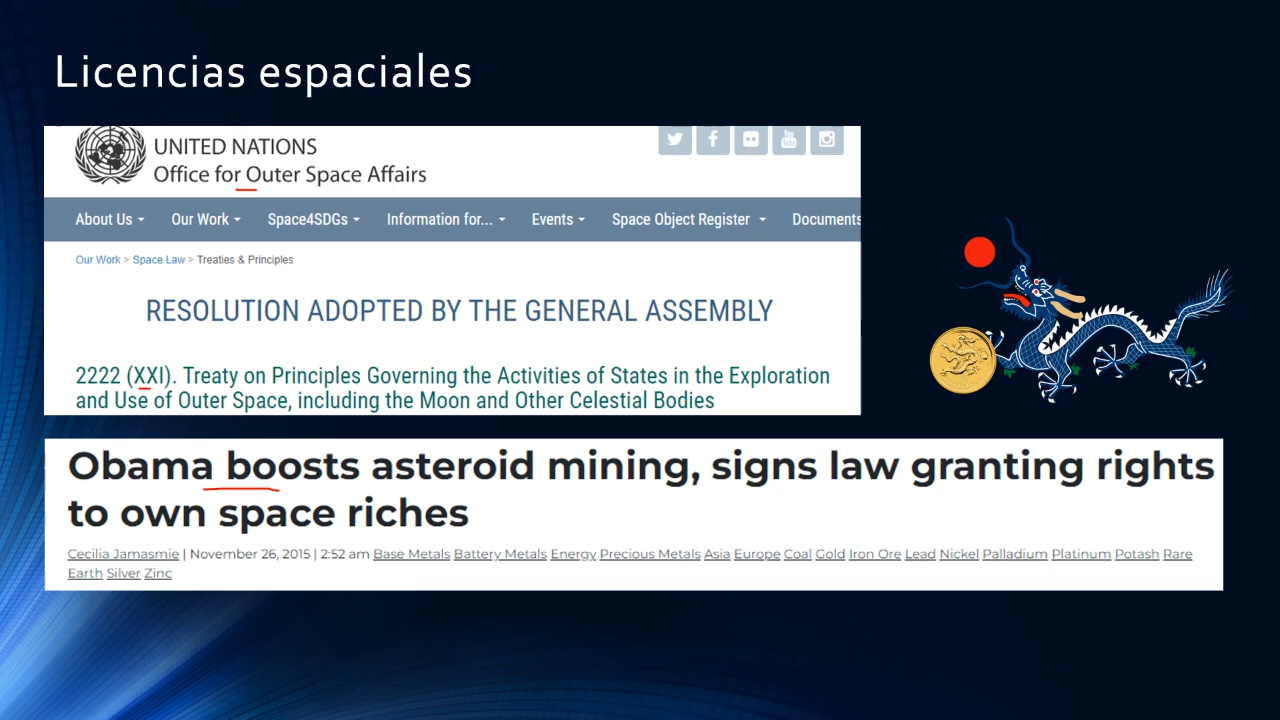 Licencias espaciales
UNITED NATIONS
Office for Outer Space Affairs
About Us Our Work Space4SDGs Information for... Events Space Object Register Documents
Our Work > Space Law > Treaties & Principles
RESOLUTION ADOPTED BY THE GENERAL ASSEMBLY
2222 (XXI). Treaty on Principles Governing the Activities of States in the Exploration
and Use of Outer Space, including the Moon and Other Celestial Bodies
Obama boosts asteroid mining, signs law granting rights
to own space riches
Cecilia Jamasmie | November 26, 2015 | 2:52 am Base Metals Battery Metals Energy Precious Metals Asia Europe Coal Gold Iron Ore Lead Nickel Palladium Platinum Potash Rare
Earth Silver Zinc